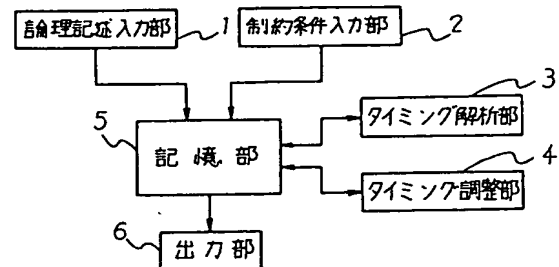 論理記述入力部
1
制約条件入力部
2
3
タイミング解析部
5
記憶部
4
タイミング調整部
6
出力部